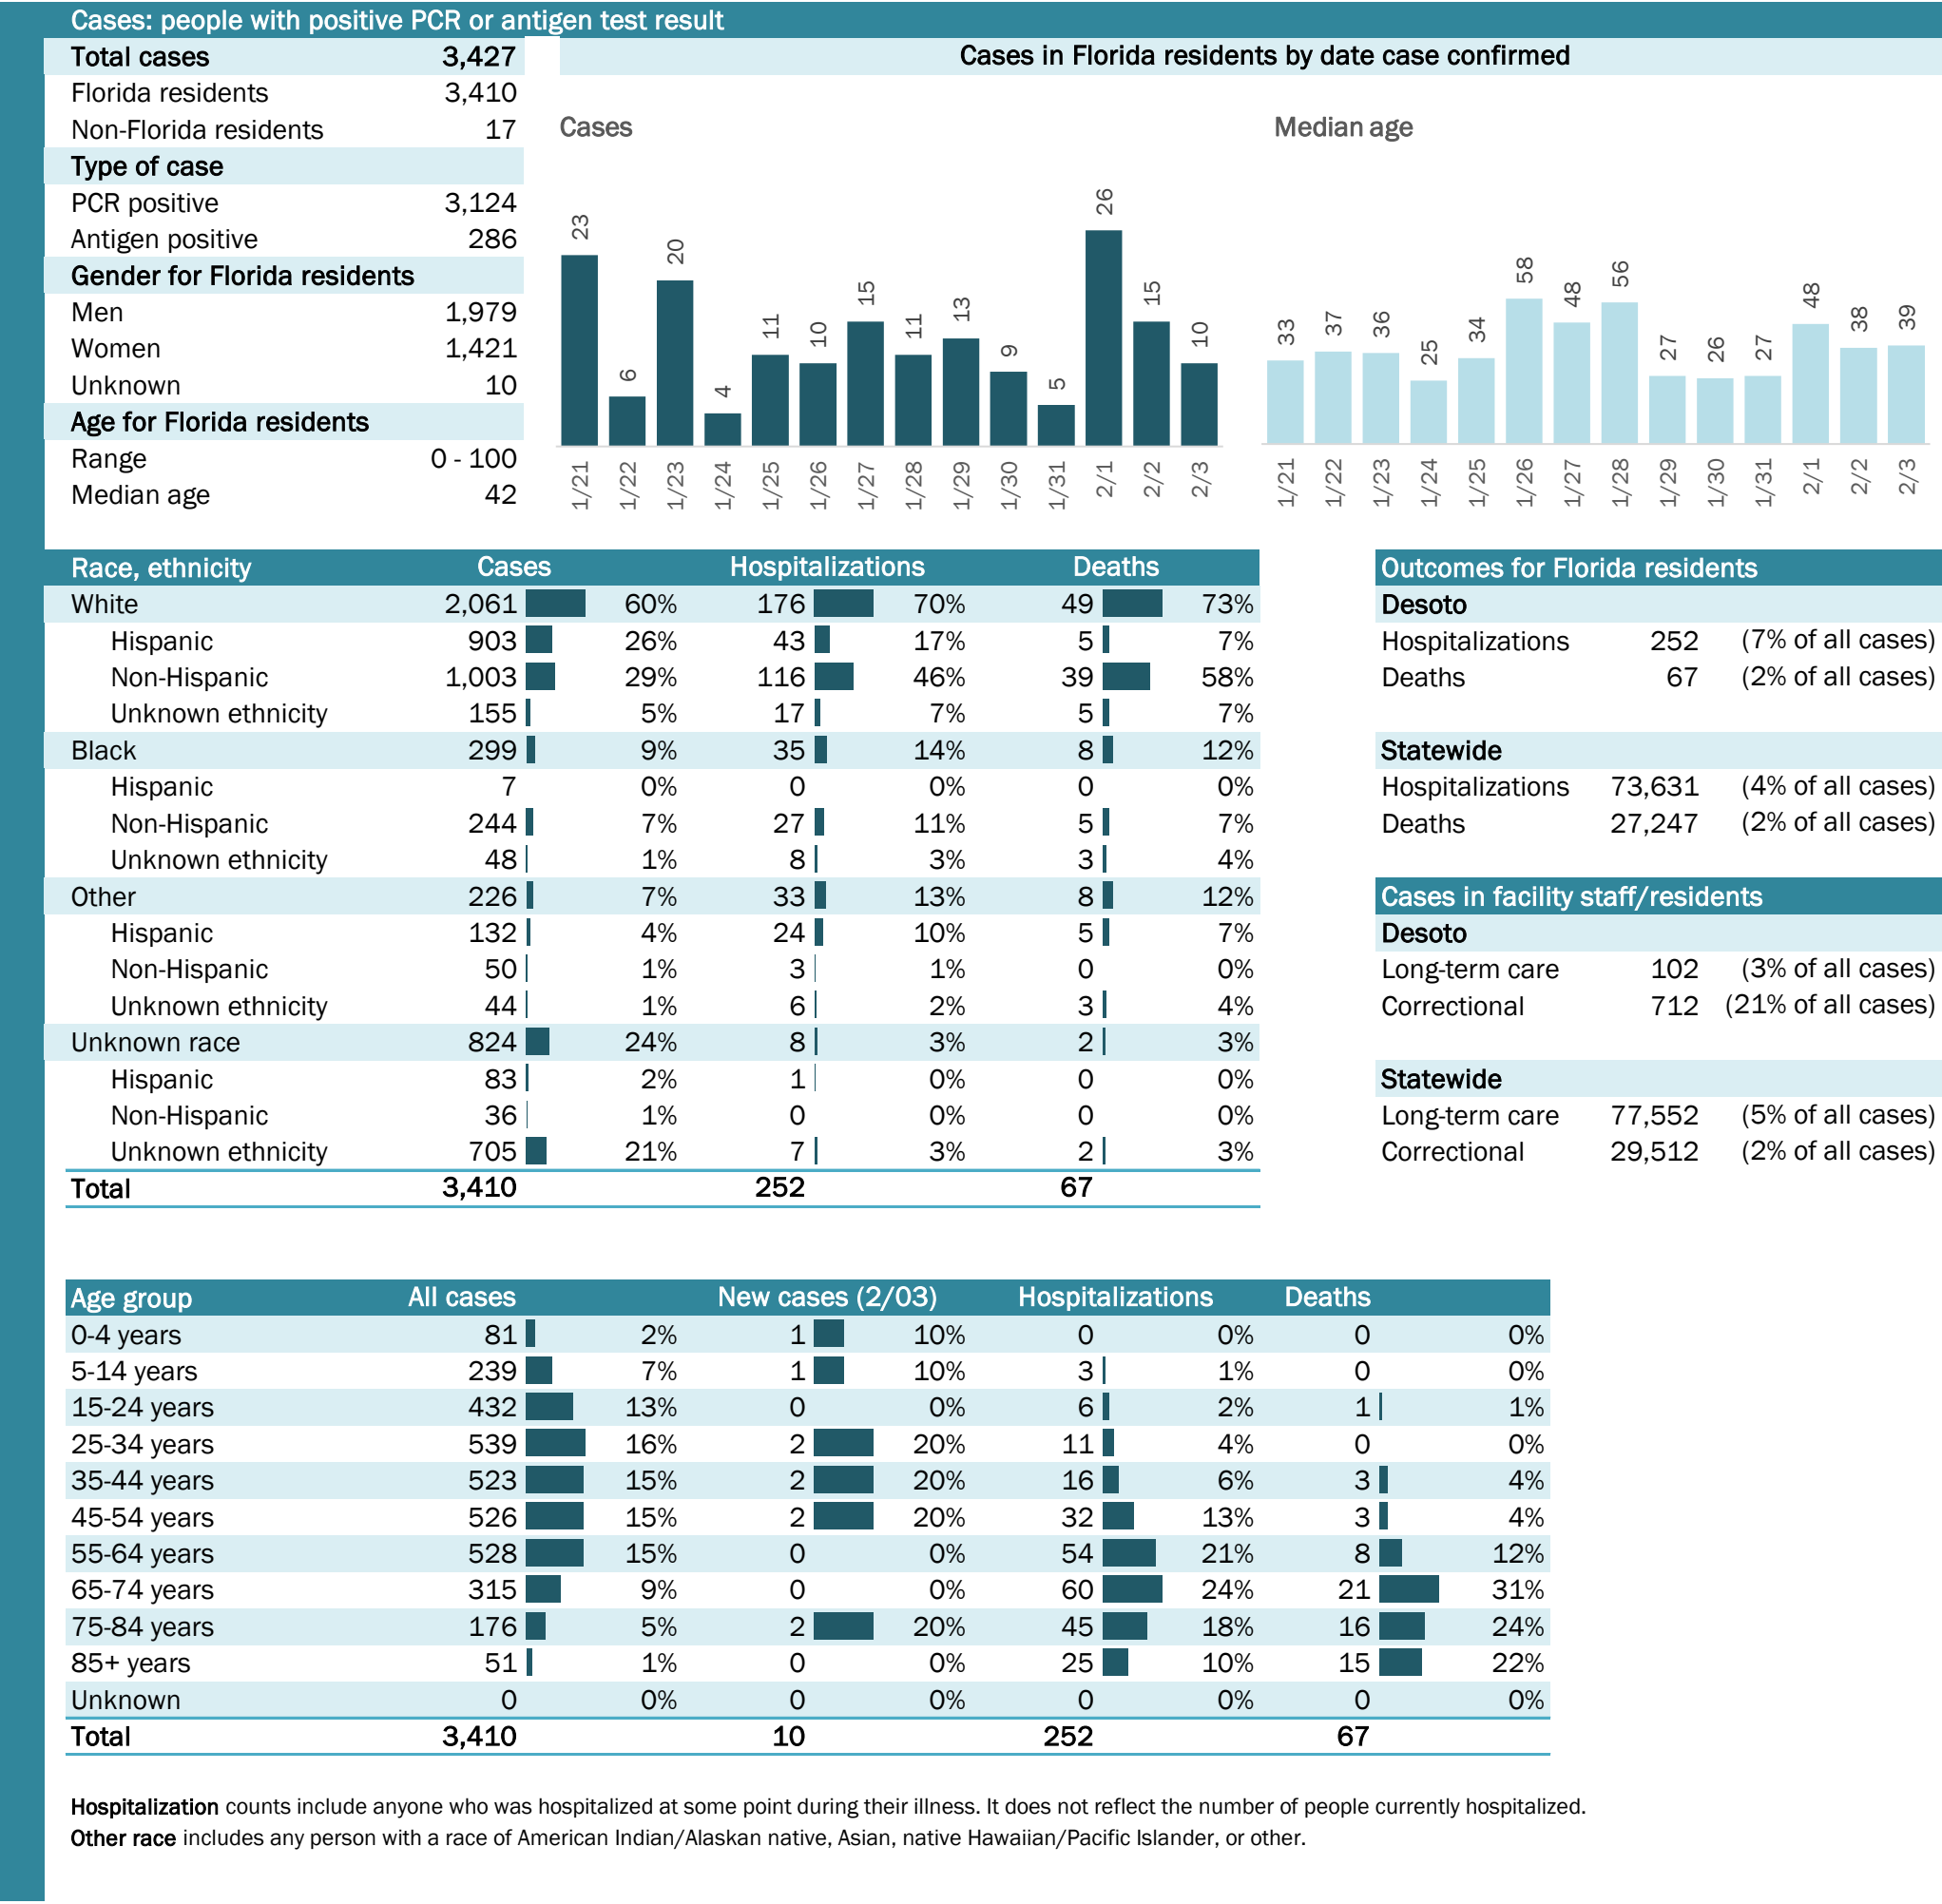 Cases: people with positive PCR or antigen test result
Total cases 3,427
Florida residents 3,410
Non-Florida residents 17
Type of case
PCR positive 3,124
Antigen positive 286
Gender for Florida residents
Men 1,979
Women 1,421
Unknown 10
Age for Florida residents
Range 0 - 100
Median age 42
Cases in Florida residents by date case confirmed
Cases
23 6 20 4 11 10 15 11 13 9 5 26 15 10
1/21 1/22 1/23 1/24 1/25 1/26 1/27 1/28 1/29 1/30 1/31 2/1 2/2 2/3
Median age
33 37 36 25 34 58 48 56 27 26 27 48 38 39
1/21 1/22 1/23 1/24 1/25 1/26 1/27 1/28 1/29 1/30 1/31 2/1 2/2 2/3
Race, ethnicity Cases Hospitalizations Deaths
White 2,061 60% 176 70% 49 73%
Hispanic 903 26% 43 17% 5 7%
Non-Hispanic 1,003 29% 116 46% 39 58%
Unknown ethnicity 155 5% 17 7% 5 7%
Black 299 9% 35 14% 8 12%
Hispanic 7 0% 0 0% 0 0%
Non-Hispanic 244 7% 27 11% 5 7%
Unknown ethnicity 48 1% 8 3% 3 4%
Other 226 7% 33 13% 8 12%
Hispanic 132 4% 24 10% 5 7%
Non-Hispanic 50 1% 3 1% 0 0%
Unknown ethnicity 44 1% 6 2% 3 4%
Unknown race 824 24% 8 3% 2 3%
Hispanic 83 2% 1 0% 0 0%
Non-Hispanic 36 1% 0 0% 0 0%
Unknown ethnicity 705 21% 7 3% 2 3%
Total 3,410 252 67
Outcomes for Florida residents
Desoto
Hospitalizations 252 (7% of all cases)
Deaths 67 (2% of all cases)
Statewide
Hospitalizations 73,631 (4% of all cases)
Deaths 27,247 (2% of all cases)
Cases in facility staff/residents
Desoto
Long-term care 102 (3% of all cases)
Correctional 712 (21% of all cases)
Statewide
Long-term care 77,552 (5% of all cases)
Correctional 29,512 (2% of all cases)
Age group All cases New cases (2/03) Hospitalizations Deaths
0-4 years 81 2% 1 10% 0 0% 0 0%
5-14 years 239 7% 1 10% 3 1% 0 0%
15-24 years 432 13% 0 0% 6 2% 1 1%
25-34 years 539 16% 2 20% 11 4% 0 0%
35-44 years 523 15% 2 20% 16 6% 3 4%
45-54 years 526 15% 2 20% 32 13% 3 4%
55-64 years 528 15% 0 0% 54 21% 8 12%
65-74 years 315 9% 0 0% 60 24% 21 31%
75-84 years 176 5% 2 20% 45 18% 16 24%
85+ years 51 1% 0 0% 25 10% 15 22%
Unknown 0 0% 0 0% 0 0% 0 0%
Total 3,410 10 252 67
Hospitalization counts include anyone who was hospitalized at some point during their illness. It does not reflect the number of people currently hospitalized.
Other race includes any person with a race of American Indian/Alaskan native, Asian, native Hawaiian/Pacific Islander, or other.